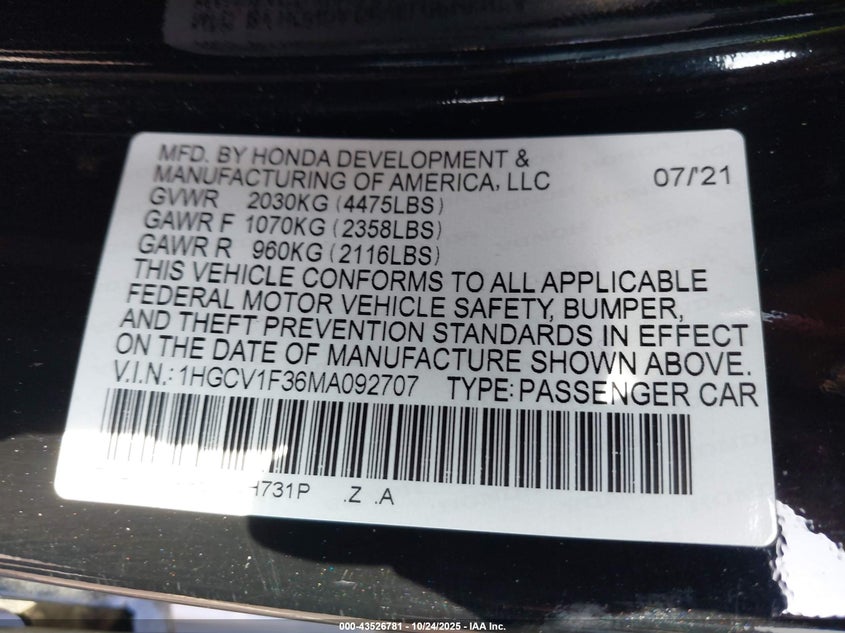 MFD. BY HONDA DEVELOPMENT &
MANUFACTURING OF AMERICA, LLC 07/'21
GVWR 2030KG (4475LBS)
GAWR F 1070KG (2358LBS)
GAWR R 960KG (2116LBS)
THIS VEHICLE CONFORMS TO ALL APPLICABLE
FEDERAL MOTOR VEHICLE SAFETY, BUMPER,
AND THEFT PREVENTION STANDARDS IN EFFECT
ON THE DATE OF MANUFACTURE SHOWN ABOVE.
V.I.N.: 1HGCV1F36MA092707 TYPE: PASSENGER CAR
H731P .Z .A
000-43526781 - 10/24/2025 - IAA Inc.